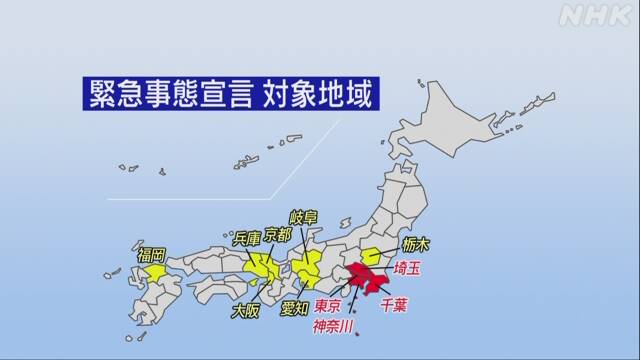 NHK
緊急事態宣言 対象地域
岐阜
兵庫
京都
福岡
栃木
埼玉
大阪
愛知
東京
千葉
神奈川